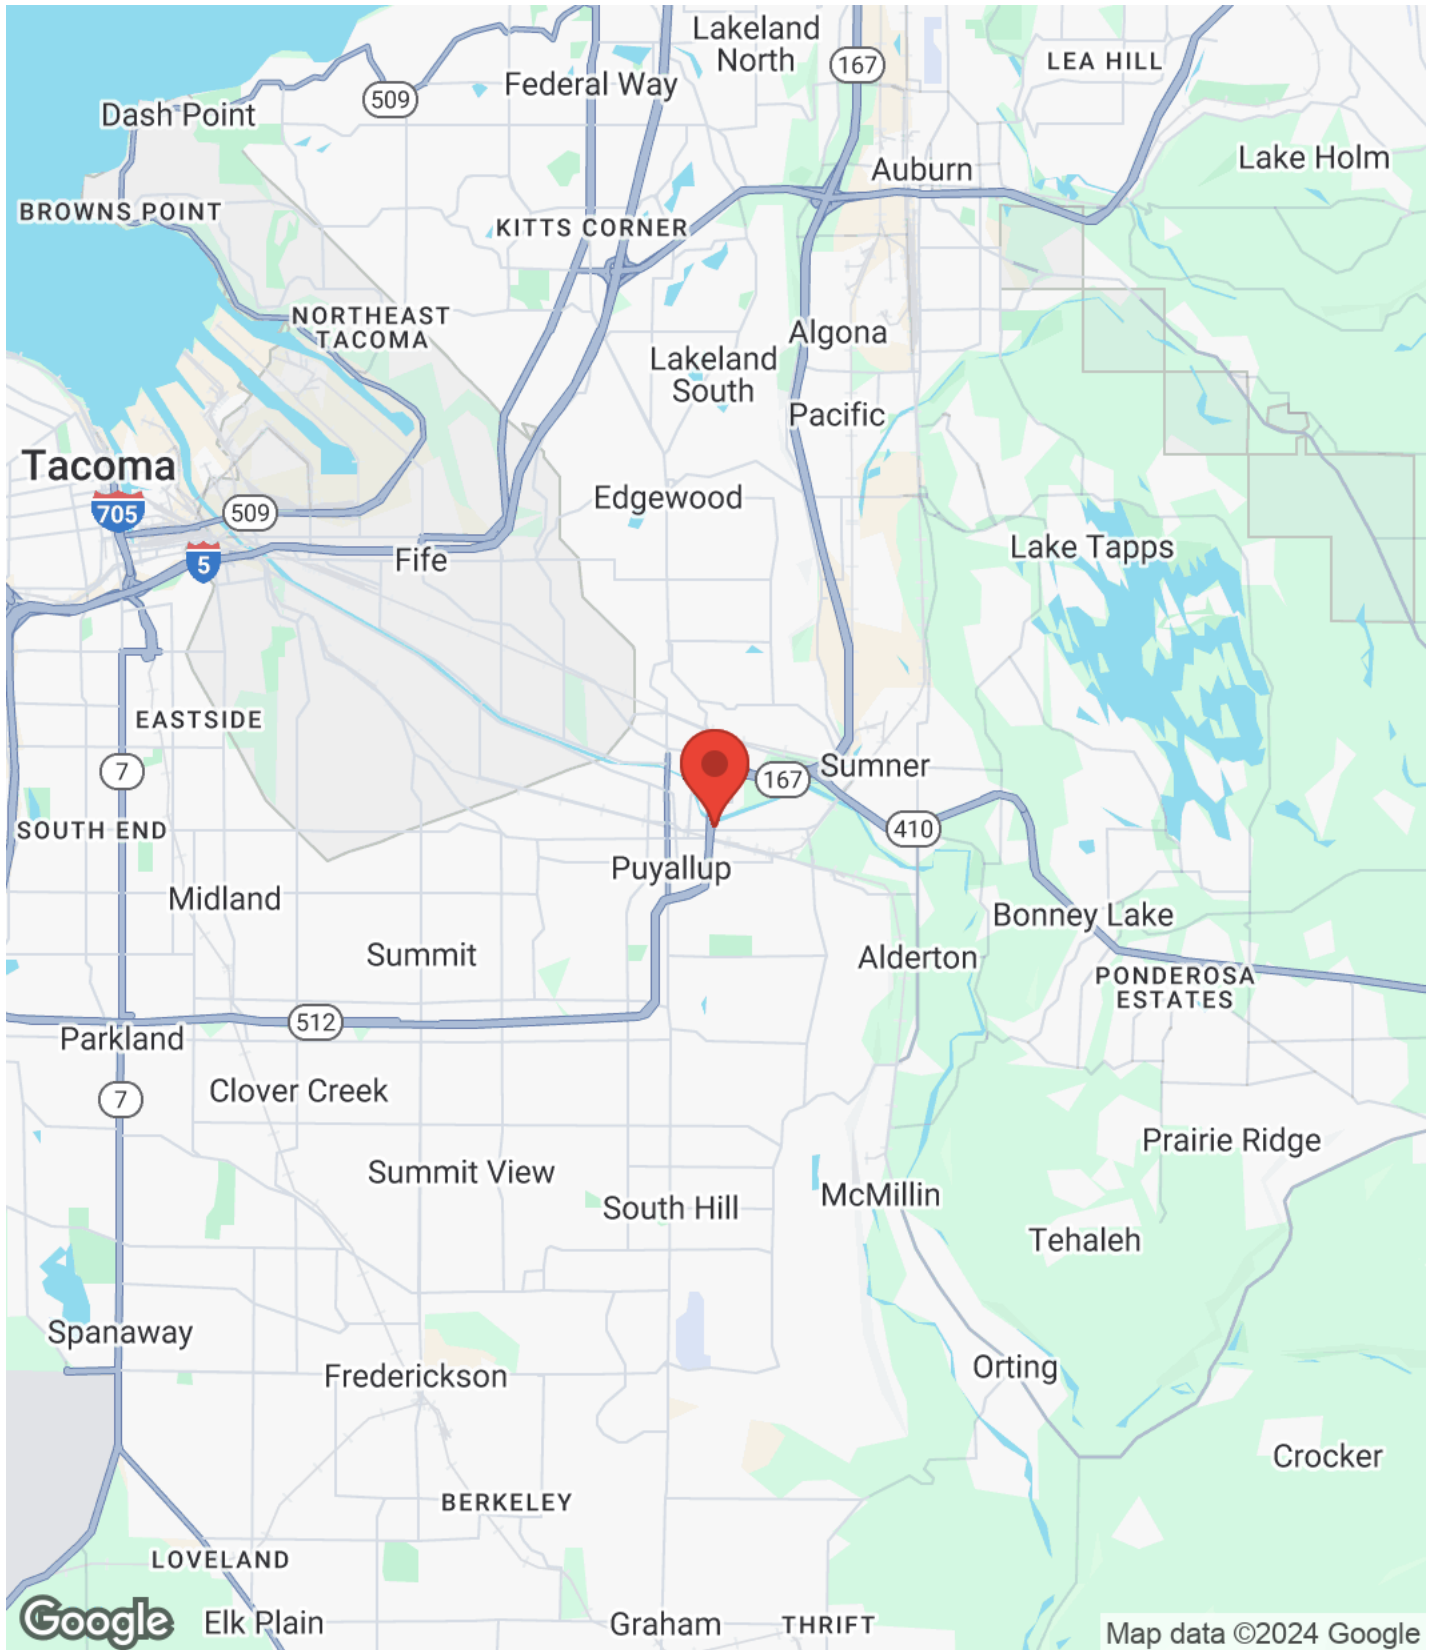 Lakeland
North
167
LEA HILL
Federal Way
509
Dash Point
Lake Holm
Auburn
BROWNS POINT
KITTS CORNER
NORTHEAST
TACOMA
Algona
Lakeland
South
Pacific
Tacoma
705
509
Edgewood
5
Fife
Lake Tapps
EASTSIDE
7
167
Sumner
SOUTH END
410
Puyallup
Midland
Bonney Lake
Summit
Alderton
PONDEROSA
ESTATES
512
Parkland
Clover Creek
7
Prairie Ridge
Summit View
McMillin
South Hill
Tehaleh
Spanaway
Orting
Frederickson
Crocker
BERKELEY
LOVELAND
Google
Elk Plain
Graham
THRIFT
Map data ©2024 Google